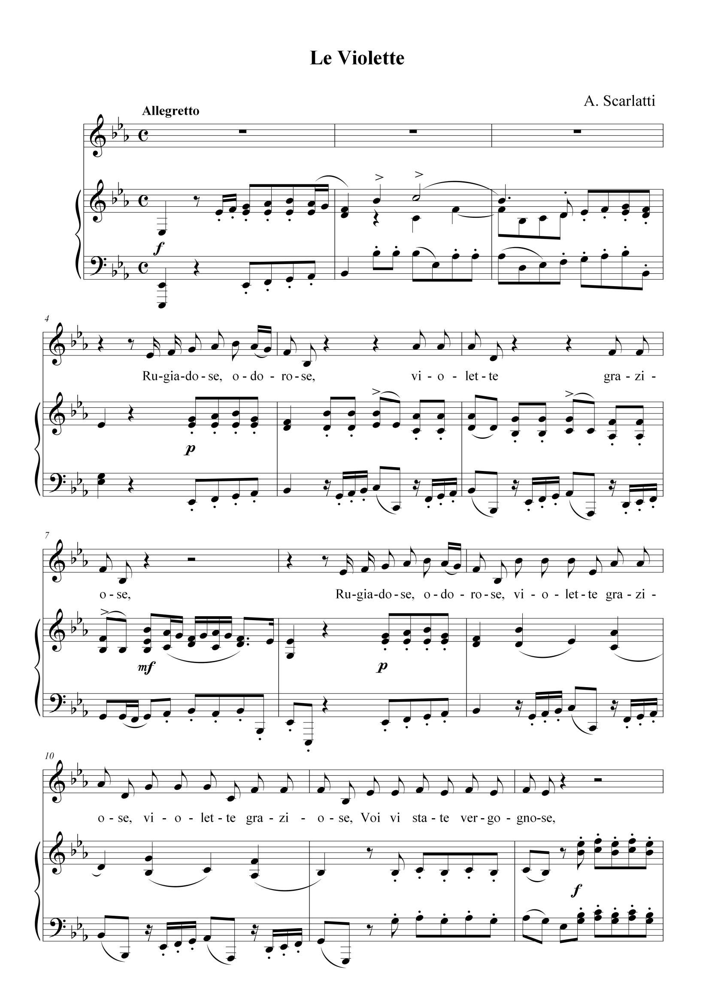 Le Violette
A. Scarlatti
Allegretto
f
4
Ru-gia-do - se, o - do - ro - se, vi - o - let - te gra - zi -
p
7
o - se, Ru-gia-do - se, o - do - ro - se, vi - o - let - te gra - zi -
mf p
10
o - se, vi - o - let - te gra - zi - o - se, Voi vi sta - te ver - go - gno-se,
f